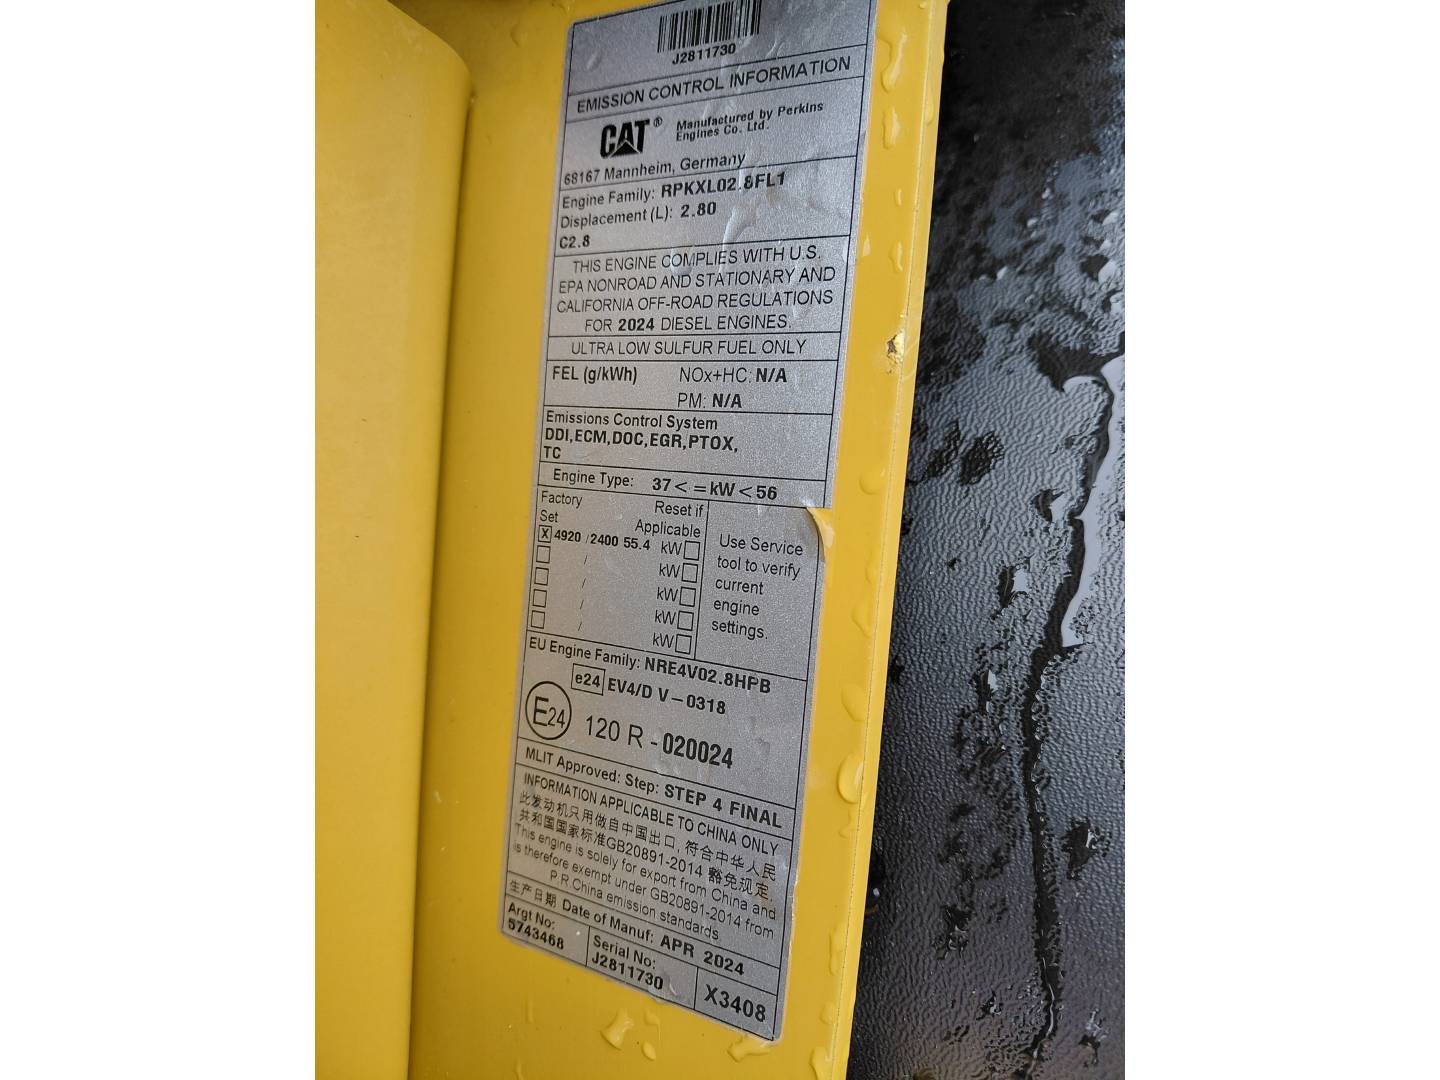 J2811730
EMISSION CONTROL INFORMATION
CAT® Manufactured by Perkins
Engines Co. Ltd.
68167 Mannheim, Germany
Engine Family: RPKXL02.8FL1
Displacement (L): 2.80
C2.8
THIS ENGINE COMPLIES WITH U.S.
EPA NONROAD AND STATIONARY AND
CALIFORNIA OFF-ROAD REGULATIONS
FOR 2024 DIESEL ENGINES.
ULTRA LOW SULFUR FUEL ONLY
FEL (g/kWh) NOx+HC: N/A
PM: N/A
Emissions Control System
DDI,ECM,DOC,EGR,PTOX,
TC
Engine Type: 37<=kW<56
Factory Set
Reset if Applicable
X 4920 /2400 55.4 kW
/ kW
/ kW
/ kW
/ kW
Use Service
tool to verify
current
engine
settings.
EU Engine Family: NRE4V02.8HPB
e24 EV4/D V-0318
E24 120 R - 020024
MLIT Approved: Step: STEP 4 FINAL
INFORMATION APPLICABLE TO CHINA ONLY
此发动机只用做自中国出口, 符合中华人民
共和国国家标准GB20891-2014 豁免规定.
This engine is solely for export from China and
is therefore exempt under GB20891-2014 from
P.R.China emission standards
生产日期 Date of Manuf: APR 2024
Argt No:
5743468
Serial No:
J2811730
X3408